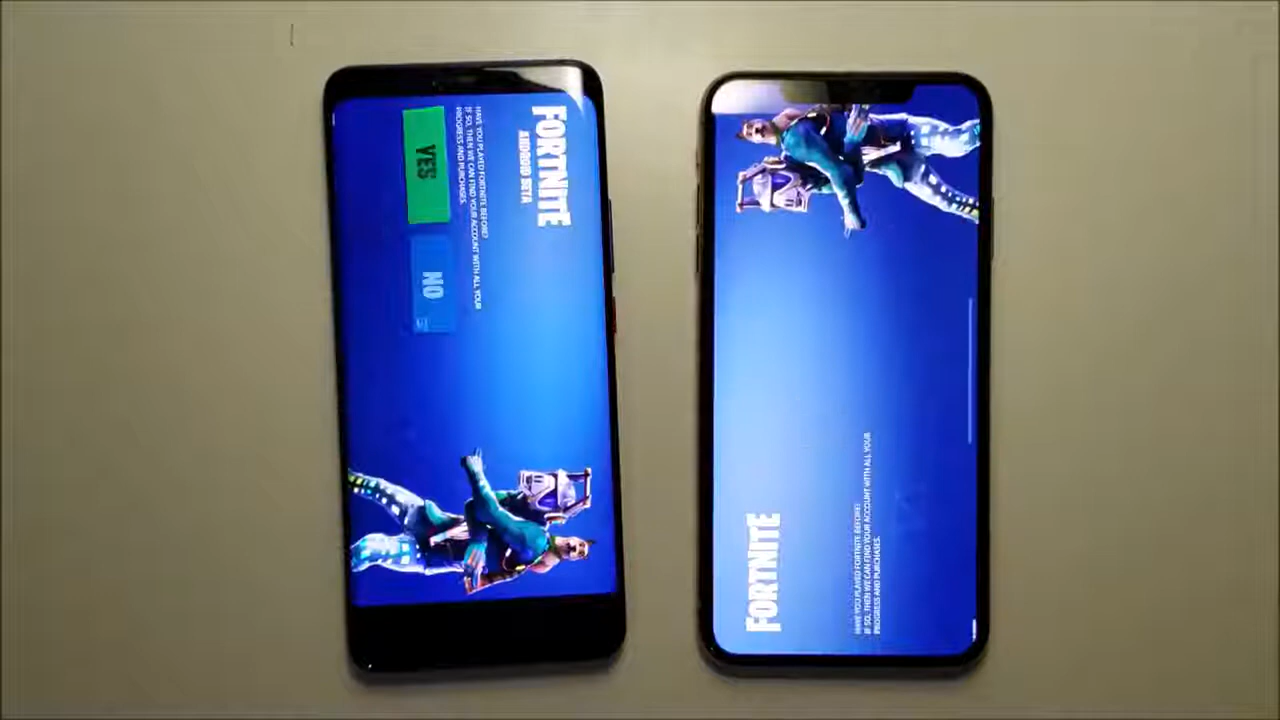 FORTNITE
ANDROID BETA
HAVE YOU PLAYED FORTNITE BEFORE?
IF SO, THEN WE CAN FIND YOUR ACCOUNT WITH ALL YOUR
PROGRESS AND PURCHASES.
YES
NO
FORTNITE
HAVE YOU PLAYED FORTNITE BEFORE?
IF SO, THEN WE CAN FIND YOUR ACCOUNT WITH ALL YOUR
PROGRESS AND PURCHASES.